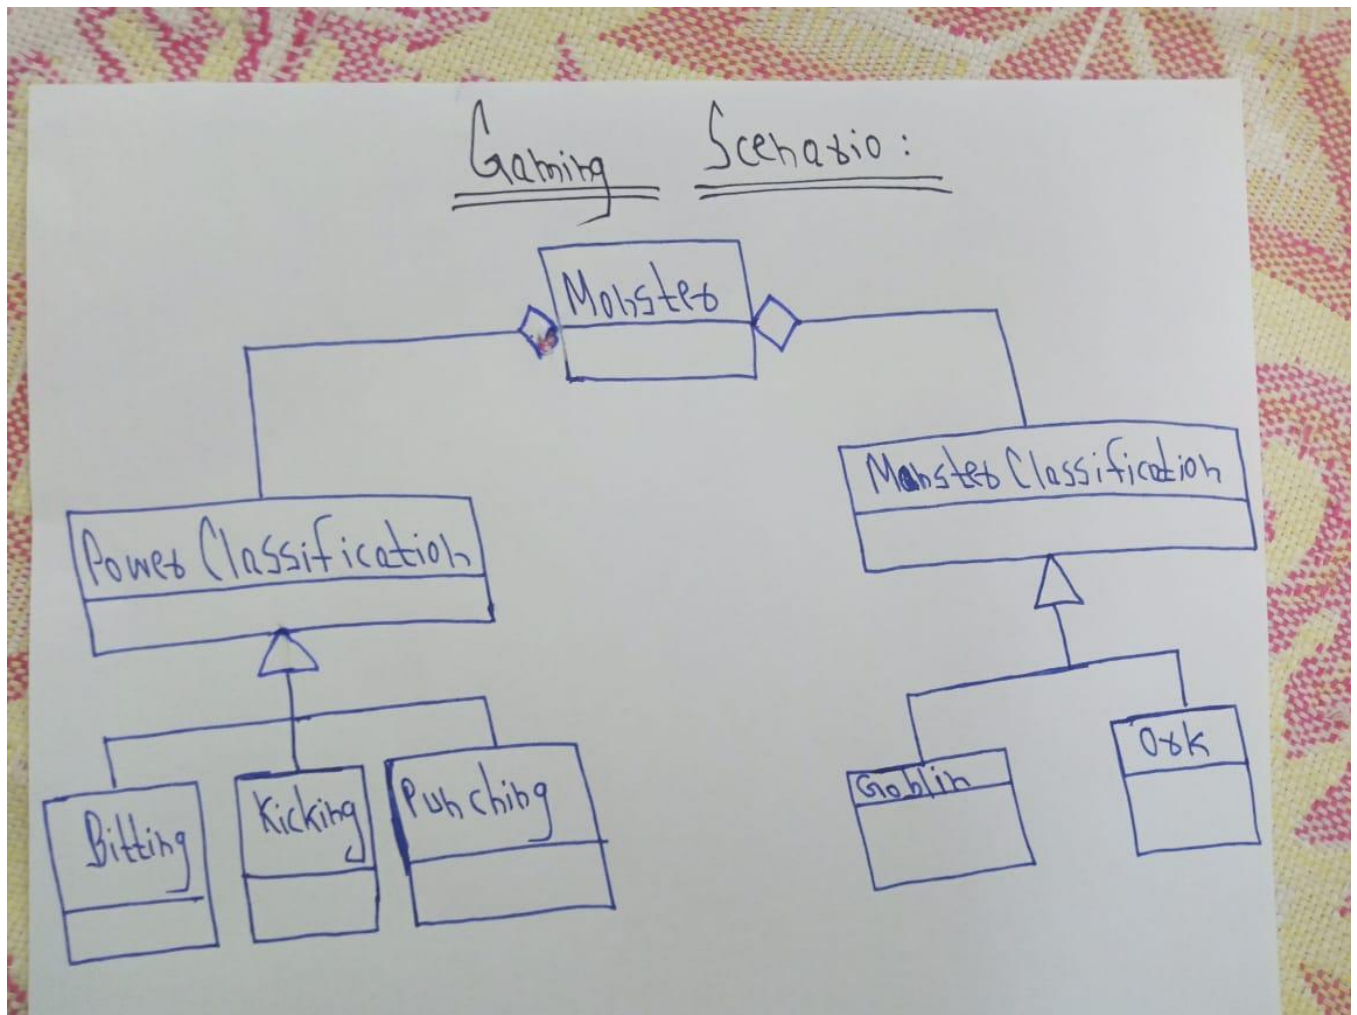 Gaming Scenario:
Monster
Monster Classification
Power Classification
Bitting
Kicking
Punching
Goblin
Ork